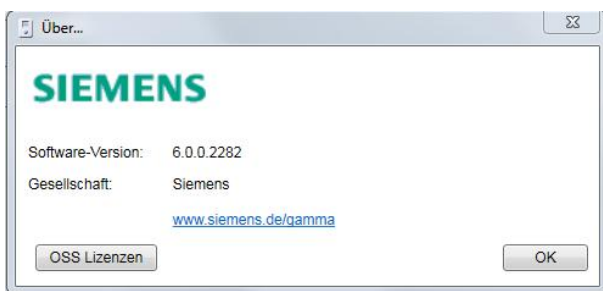 Über...
SIEMENS
Software-Version: 6.0.0.2282
Gesellschaft: Siemens
www.siemens.de/gamma
OSS Lizenzen OK